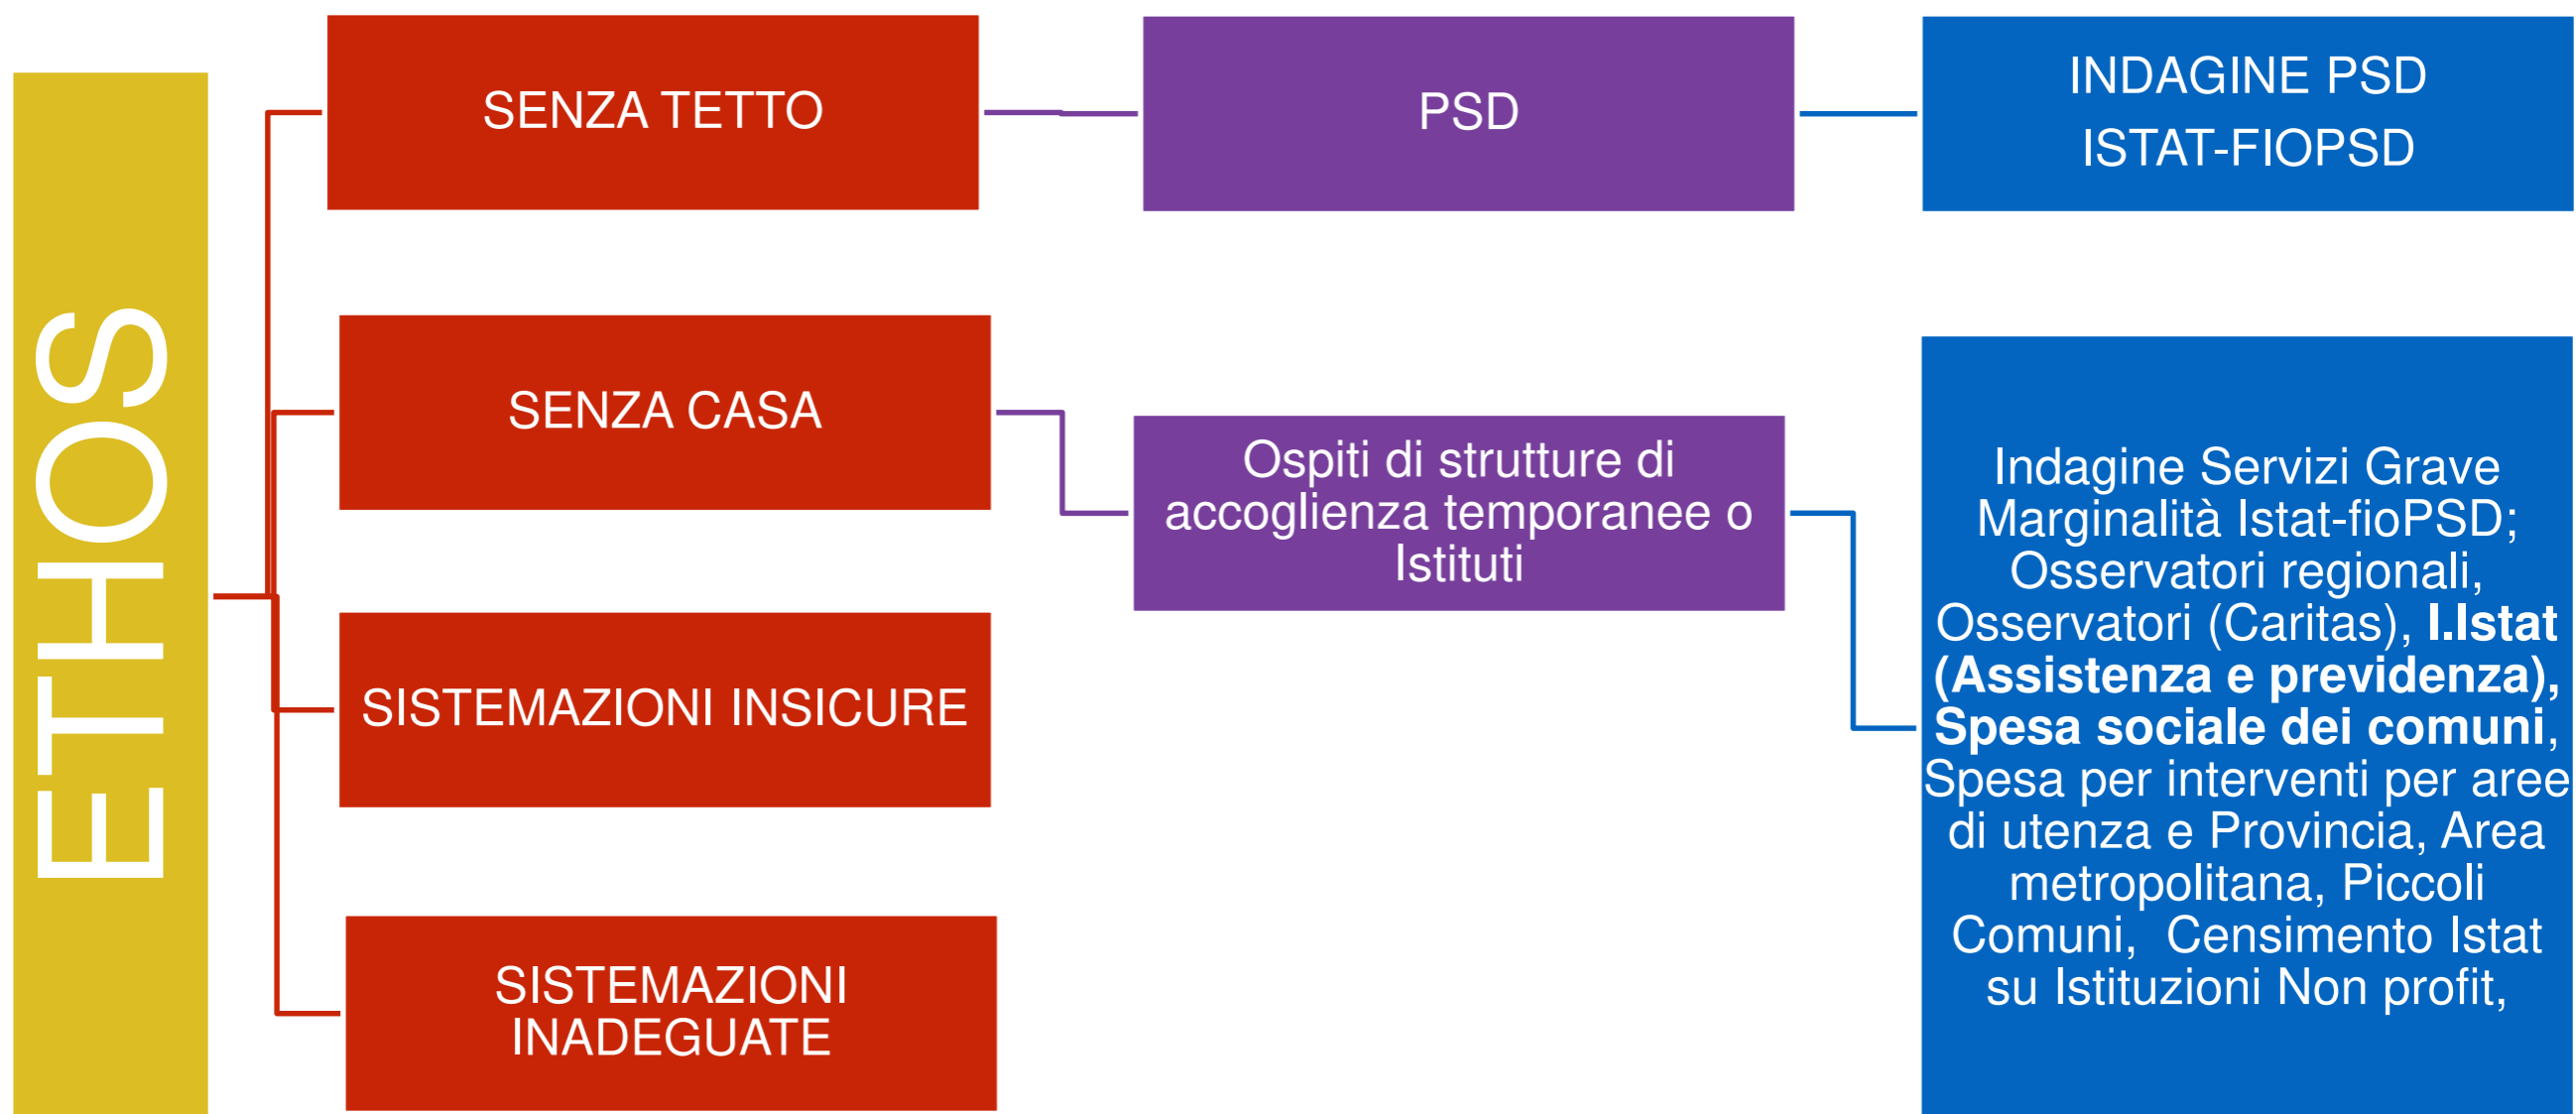 ETHOS
SENZA TETTO
PSD
INDAGINE PSD
ISTAT-FIOPSD
SENZA CASA
Ospiti di strutture di
accoglienza temporanee o
Istituti
Indagine Servizi Grave
Marginalità Istat-fioPSD;
Osservatori regionali,
Osservatori (Caritas), I.Istat
(Assistenza e previdenza),
Spesa sociale dei comuni,
Spesa per interventi per aree
di utenza e Provincia, Area
metropolitana, Piccoli
Comuni, Censimento Istat
su Istituzioni Non profit,
SISTEMAZIONI INSICURE
SISTEMAZIONI
INADEGUATE